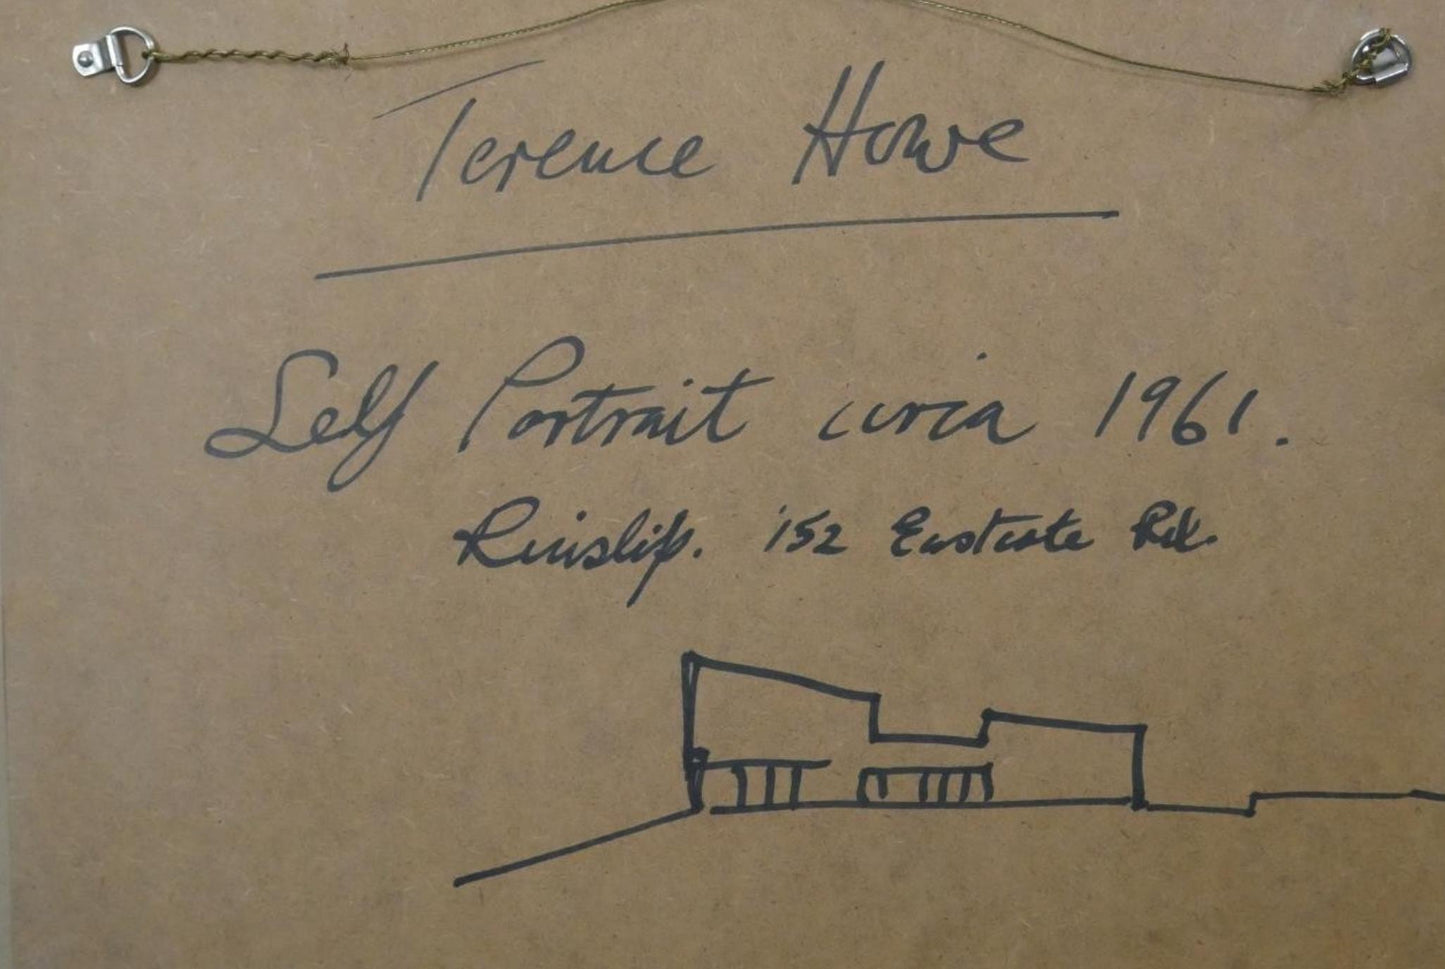 Terence Howe
Self Portrait circa 1961.
Ruislip. 152 Eastcote Rd.